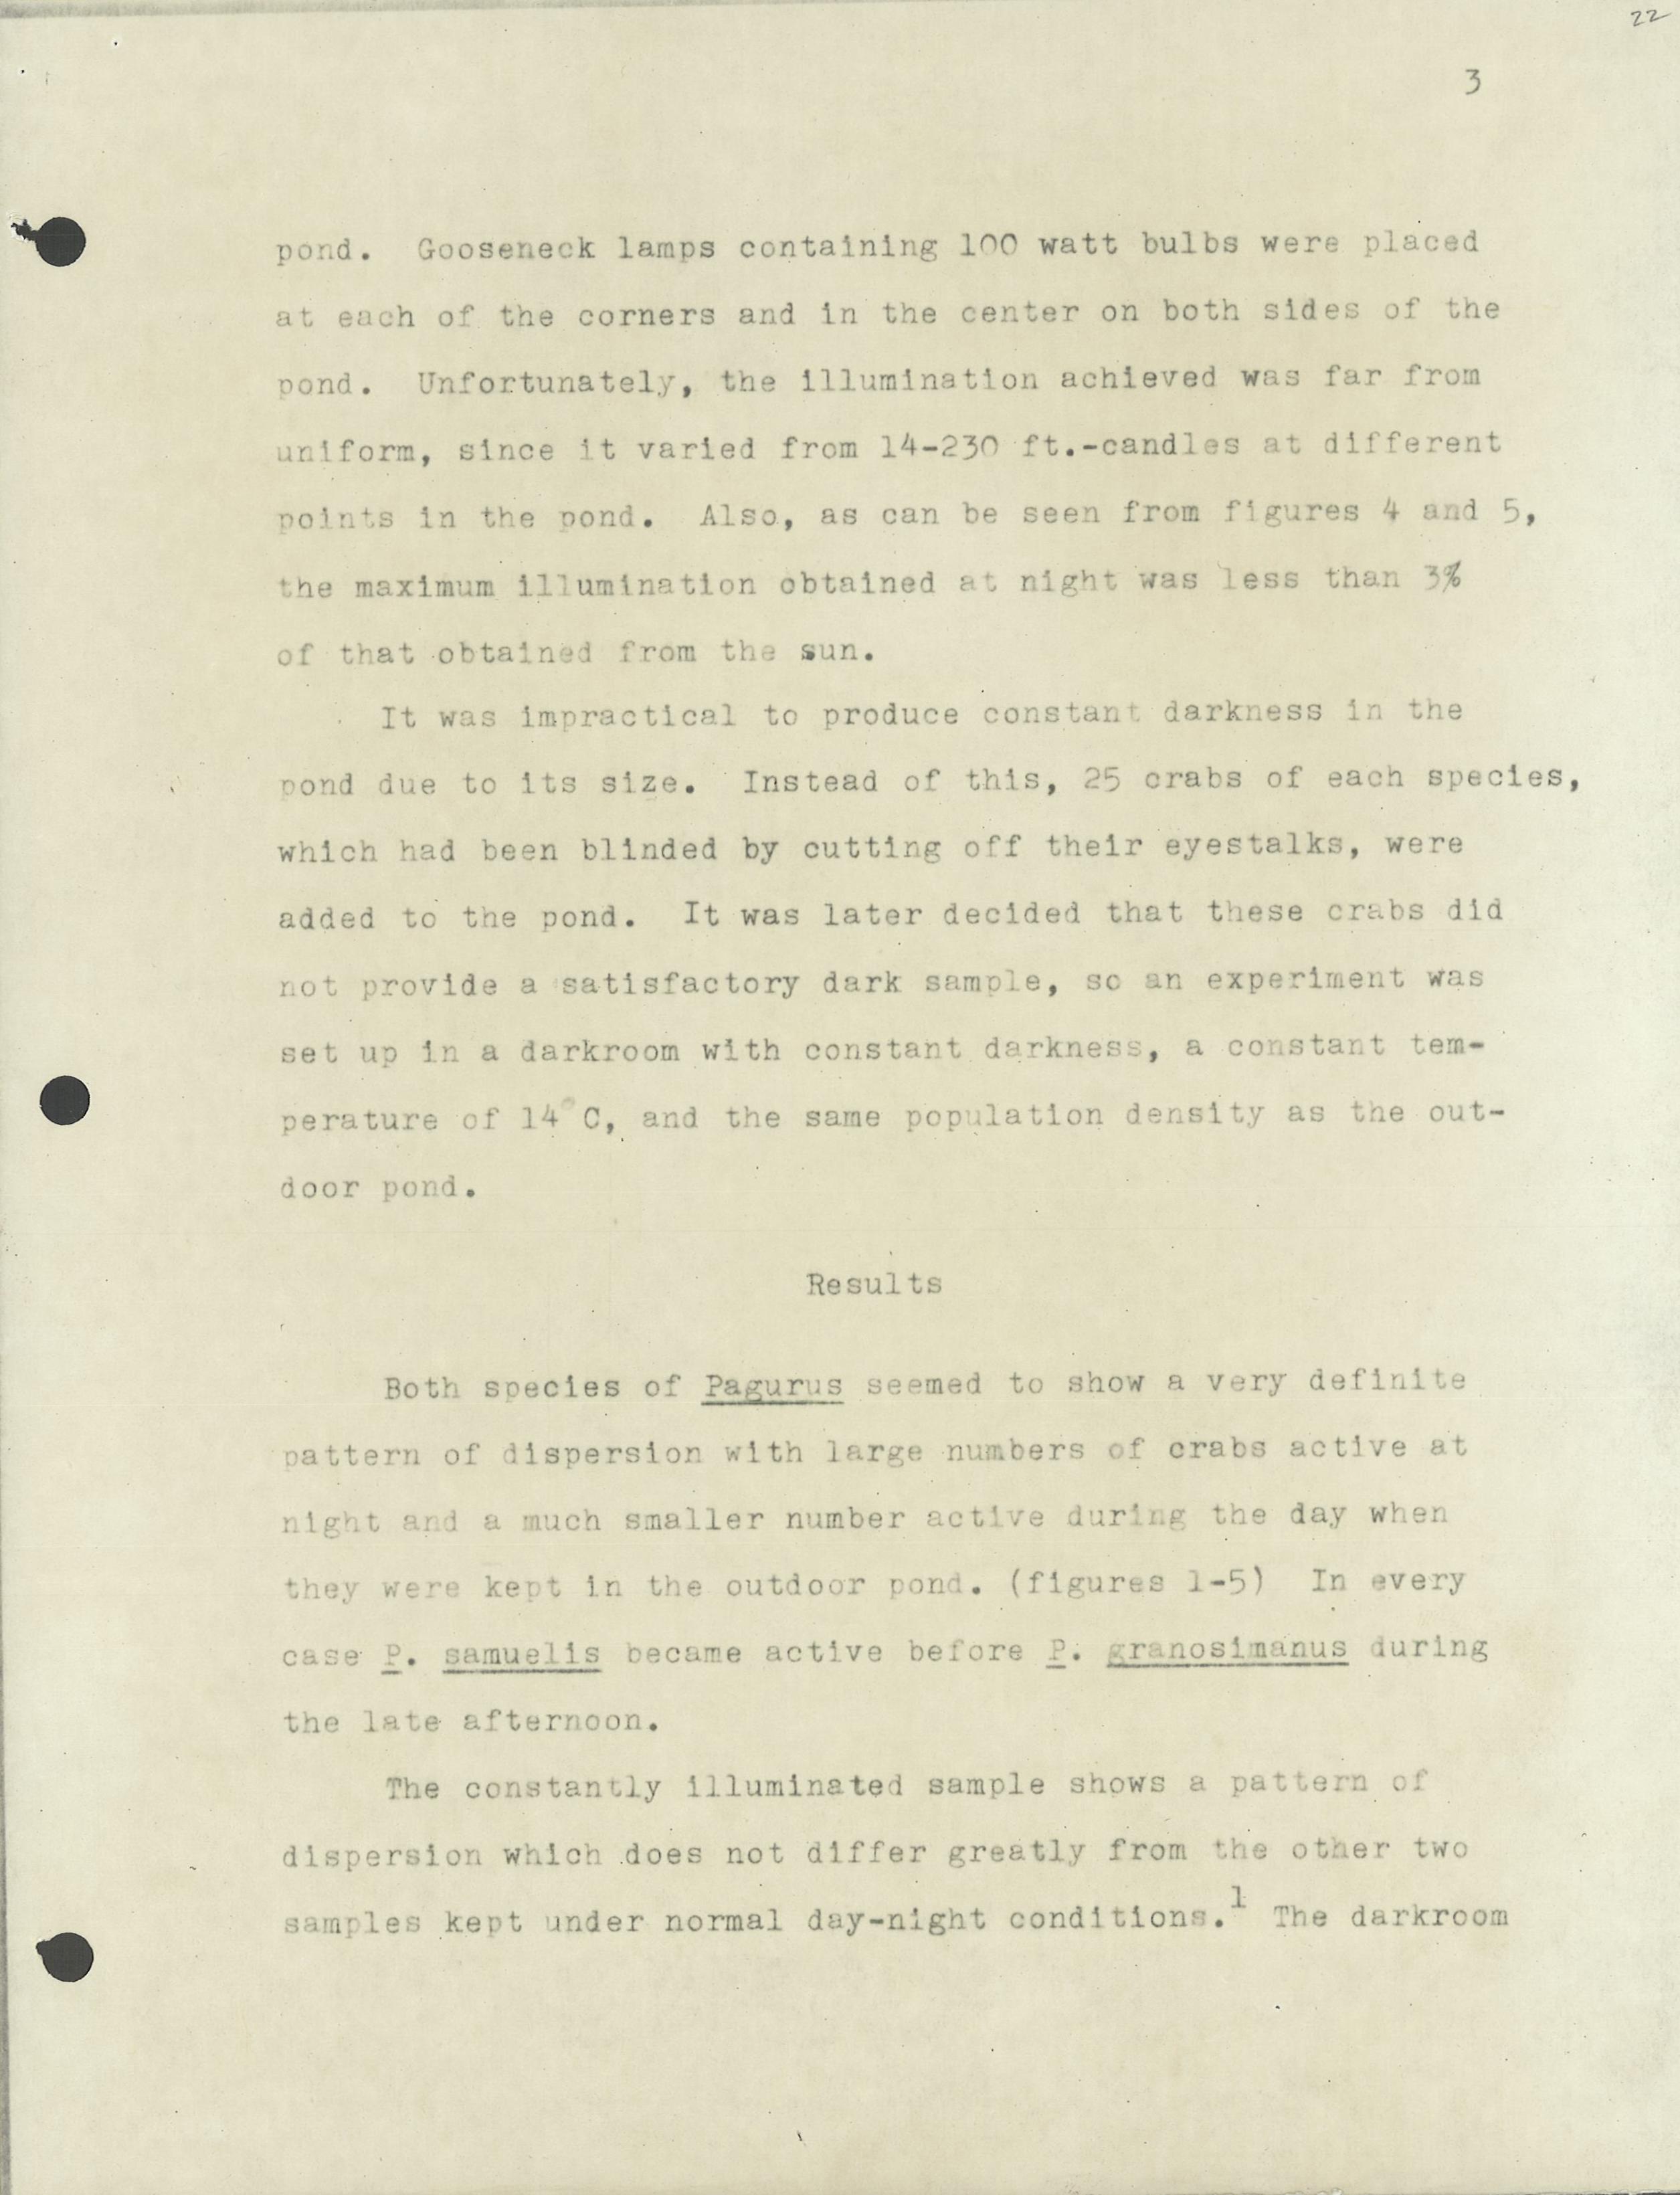 22
3
pond.  Gooseneck lamps containing 100 watt bulbs were placed
at each of the corners and in the center on both sides of the
pond.  Unfortunately, the illumination achieved was far from
uniform, since it varied from 14-230 ft.-candles at different
points in the pond.  Also, as can be seen from figures 4 and 5,
the maximum illumination obtained at night was less than 3%
of that obtained from the sun.
It was impractical to produce constant darkness in the
pond due to its size.  Instead of this, 25 crabs of each species,
which had been blinded by cutting off their eyestalks, were
added to the pond.  It was later decided that these crabs did
not provide a satisfactory dark sample, so an experiment was
set up in a darkroom with constant darkness, a constant tem-
perature of 14°C, and the same population density as the out-
door pond.
Results
Both species of Pagurus seemed to show a very definite
pattern of dispersion with large numbers of crabs active at
night and a much smaller number active during the day when
they were kept in the outdoor pond. (figures 1-5)  In every
case P. samuelis became active before P. granosimanus during
the late afternoon.
The constantly illuminated sample shows a pattern of
dispersion which does not differ greatly from the other two
samples kept under normal day-night conditions.1 The darkroom